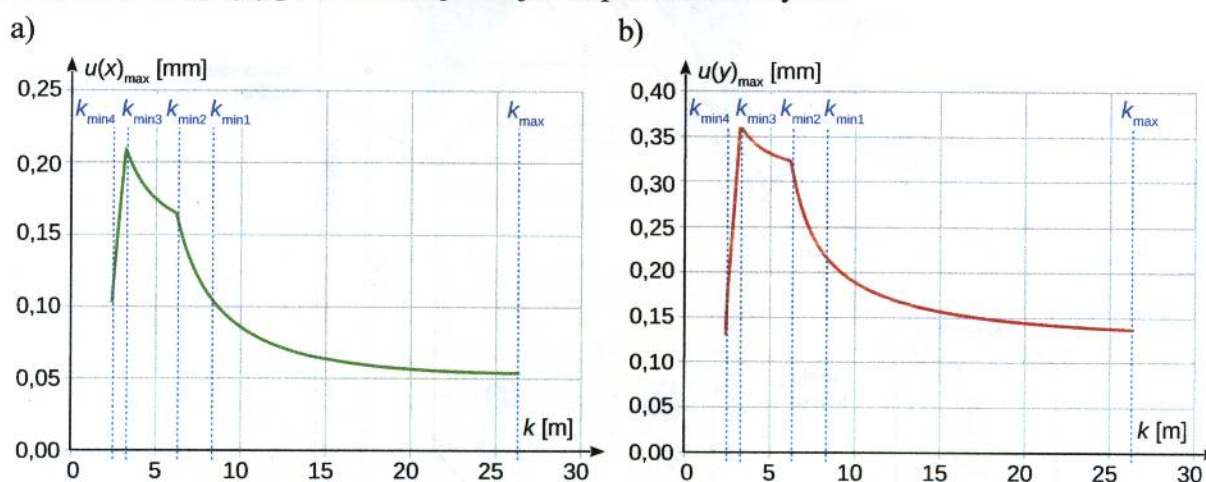 a)
b)
u(x)max [mm]
0,25
0,20
0,15
0,10
0,05
0,00
kmin4 kmin3 kmin2 kmin1 kmax
k [m]
0 5 10 15 20 25 30
u(y)max [mm]
0,40
0,35
0,30
0,25
0,20
0,15
0,10
0,05
0,00
kmin4 kmin3 kmin2 kmin1 kmax
k [m]
0 5 10 15 20 25 30